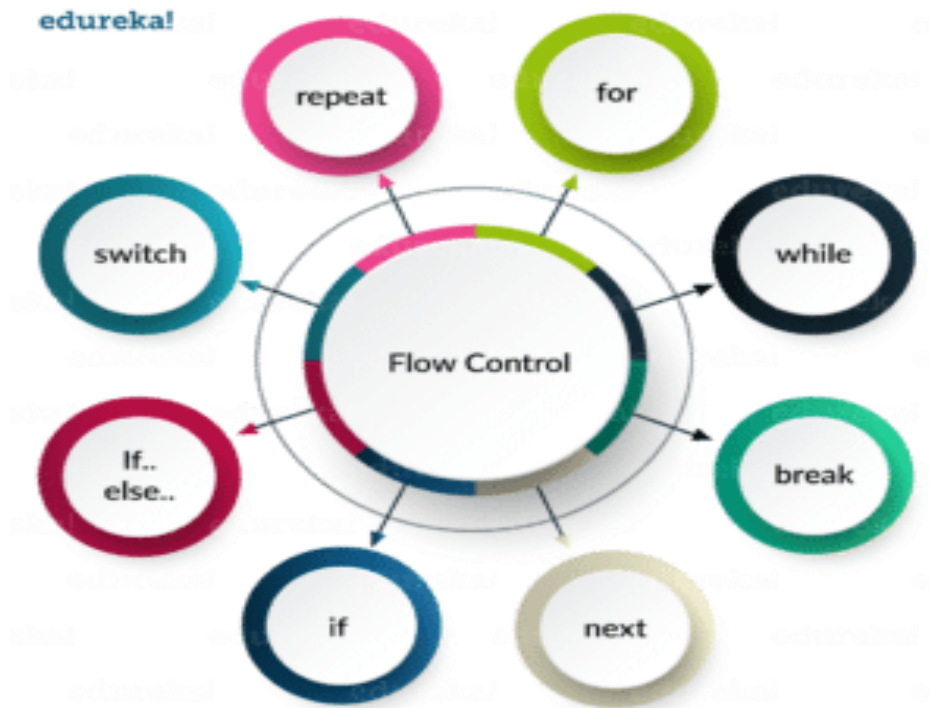 edureka!
repeat
for
switch
while
Flow Control
If..
else..
break
if
next